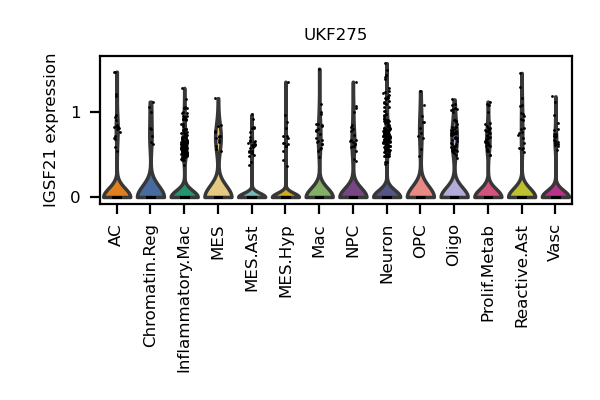 UKF275
IGSF21 expression
1
0
AC
Chromatin.Reg
Inflammatory.Mac
MES
MES.Ast
MES.Hyp
Mac
NPC
Neuron
OPC
Oligo
Prolif.Metab
Reactive.Ast
Vasc